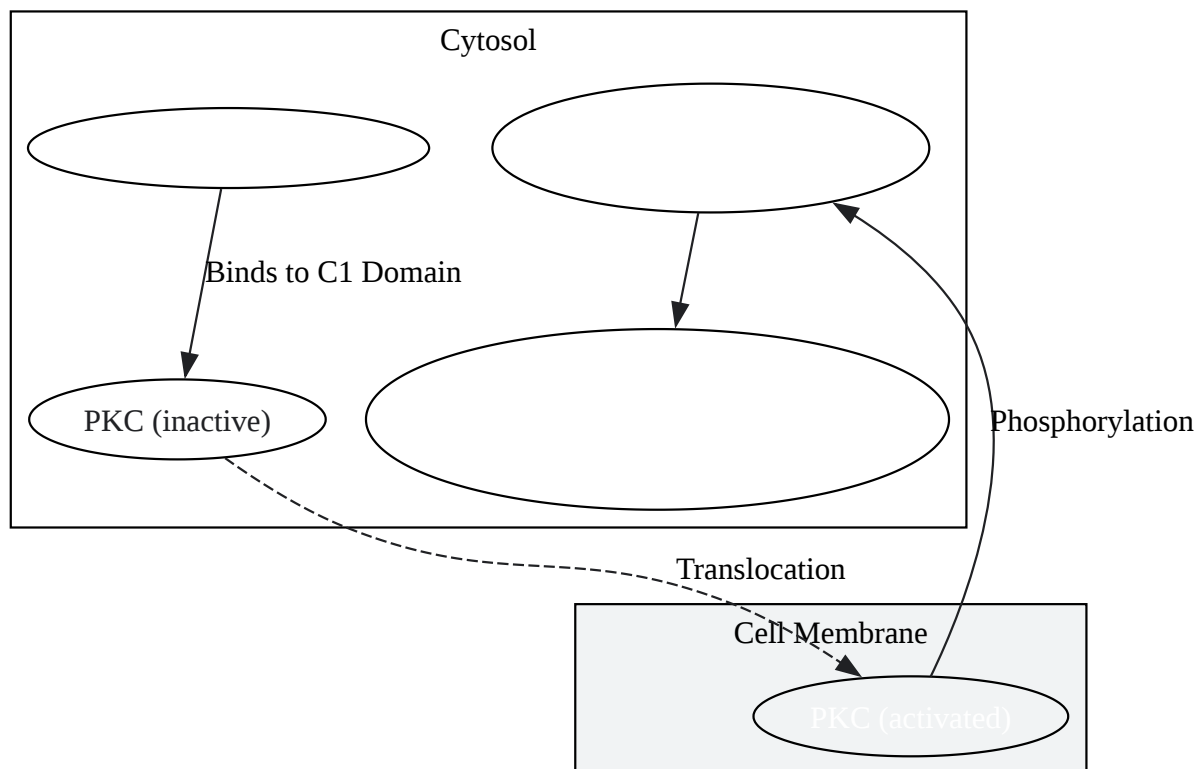 Cytosol
Binds to C1 Domain
PKC (inactive)
Phosphorylation
Translocation
Cell Membrane
PKC (activated)